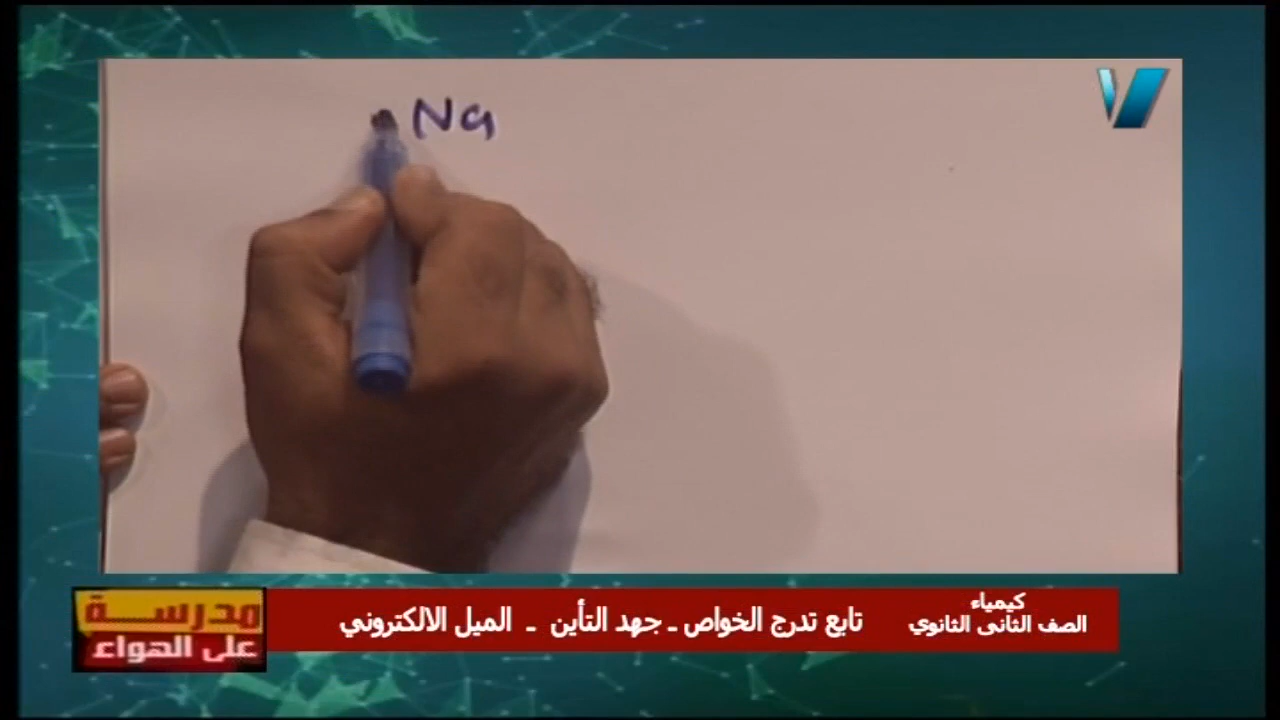 Na
كيمياء
الصف الثانى الثانوي
تابع تدرج الخواص ـ جهد التأين ـ الميل الالكتروني
مدرسة
على الهواء